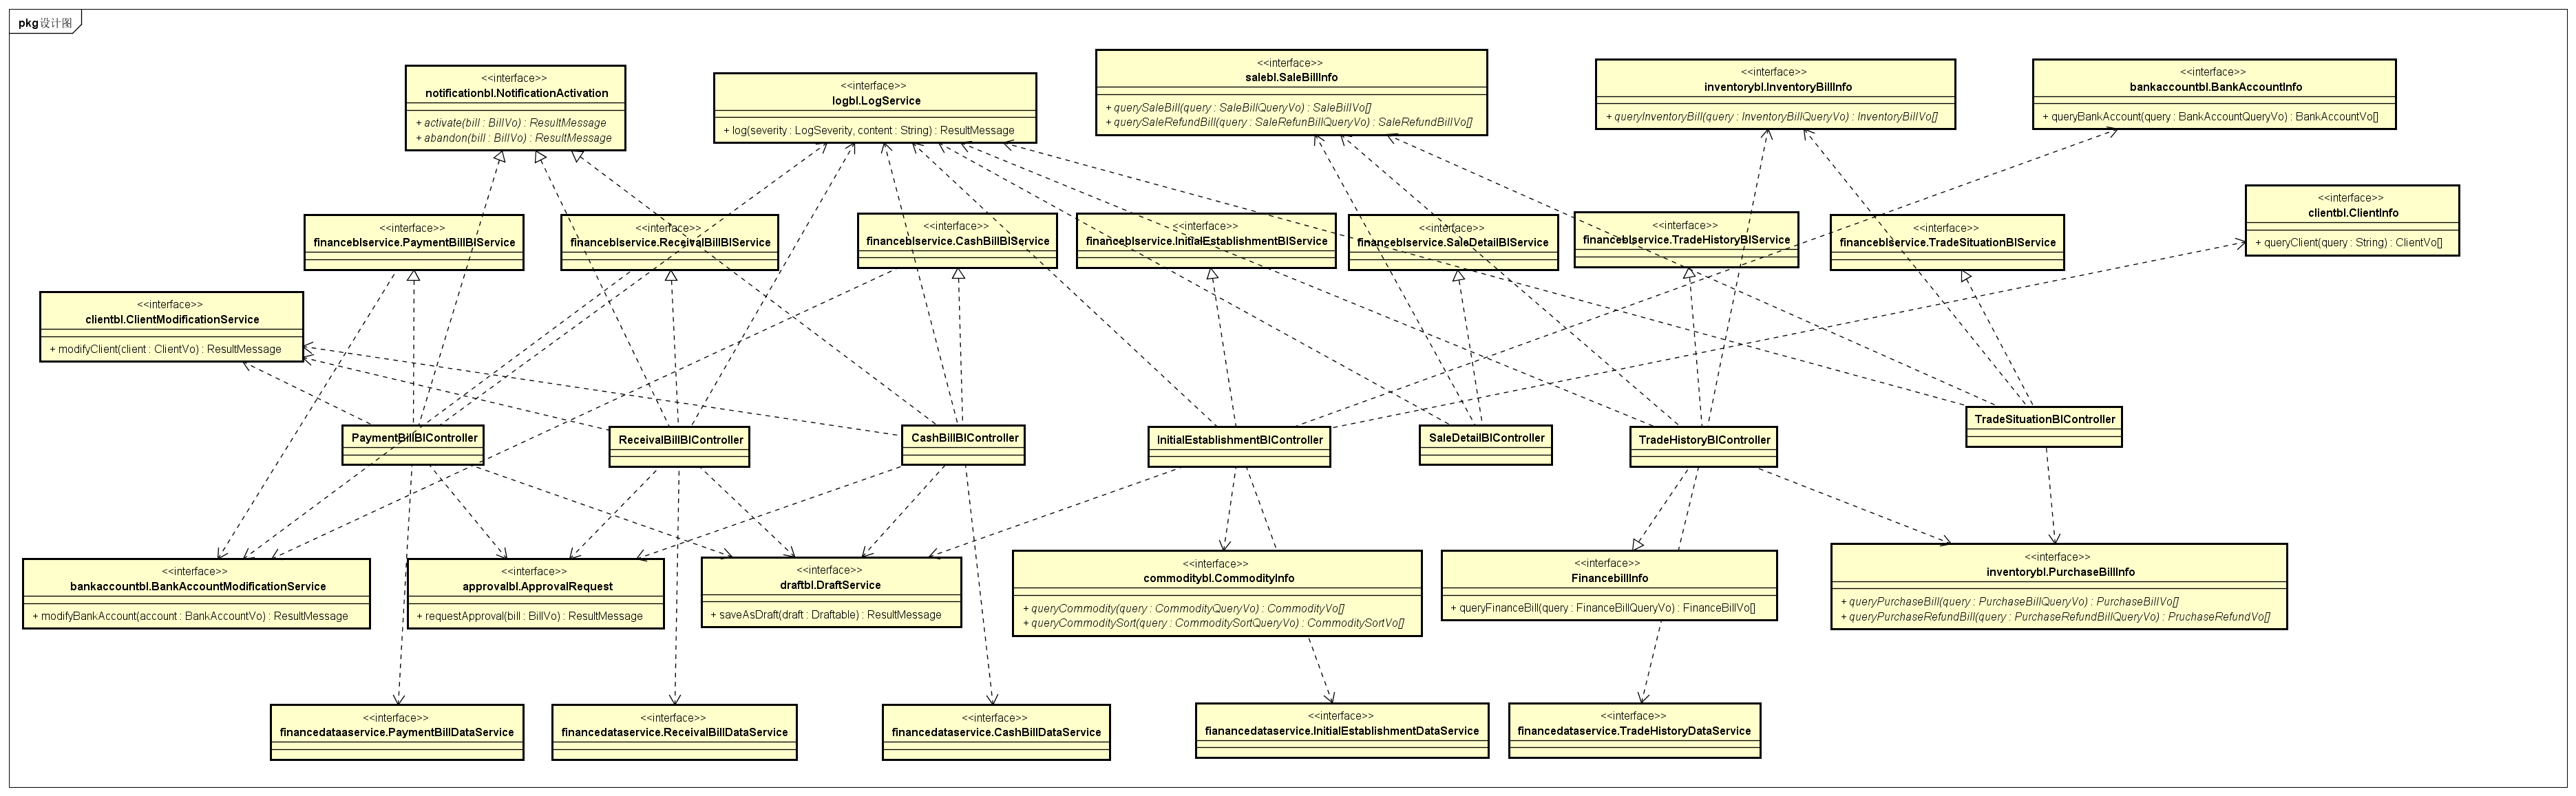 pkg 设计图
<<interface>>
notificationbl.NotificationActivation
+ activate(bill : BillVo) : ResultMessage
+ abandon(bill : BillVo) : ResultMessage
<<interface>>
logbl.LogService
+ log(severity : LogSeverity, content : String) : ResultMessage
<<interface>>
salebl.SaleBillInfo
+ querySaleBill(query : SaleBillQueryVo) : SaleBillVo[]
+ querySaleRefundBill(query : SaleRefunBillQueryVo) : SaleRefundBillVo[]
<<interface>>
inventorybl.InventoryBillInfo
+ queryInventoryBill(query : InventoryBillQueryVo) : InventoryBillVo[]
<<interface>>
bankaccountbl.BankAccountInfo
+ queryBankAccount(query : BankAccountQueryVo) : BankAccountVo[]
<<interface>>
clientbl.ClientInfo
+ queryClient(query : String) : ClientVo[]
<<interface>>
financeblservice.PaymentBillBlService
<<interface>>
financeblservice.ReceivalBillBlService
<<interface>>
financeblservice.CashBillBlService
<<interface>>
financeblservice.InitialEstablishmentBlService
<<interface>>
financeblservice.SaleDetailBlService
<<interface>>
financeblservice.TradeHistoryBlService
<<interface>>
financeblservice.TradeSituationBlService
<<interface>>
clientbl.ClientModificationService
+ modifyClient(client : ClientVo) : ResultMessage
PaymentBillBlController
ReceivalBillBlController
CashBillBlController
InitialEstablishmentBlController
SaleDetailBlController
TradeHistoryBlController
TradeSituationBlController
<<interface>>
bankaccountbl.BankAccountModificationService
+ modifyBankAccount(account : BankAccountVo) : ResultMessage
<<interface>>
approvalbl.ApprovalRequest
+ requestApproval(bill : BillVo) : ResultMessage
<<interface>>
draftbl.DraftService
+ saveAsDraft(draft : Draftable) : ResultMessage
<<interface>>
commoditybl.CommodityInfo
+ queryCommodity(query : CommodityQueryVo) : CommodityVo[]
+ queryCommoditySort(query : CommoditySortQueryVo) : CommoditySortVo[]
<<interface>>
FinancebillInfo
+ queryFinanceBill(query : FinanceBillQueryVo) : FinanceBillVo[]
<<interface>>
inventorybl.PurchaseBillInfo
+ queryPurchaseBill(query : PurchaseBillQueryVo) : PurchaseBillVo[]
+ queryPurchaseRefundBill(query : PurchaseRefundBillQueryVo) : PruchaseRefundVo[]
<<interface>>
financedataaservice.PaymentBillDataService
<<interface>>
financedataservice.ReceivalBillDataService
<<interface>>
financedataservice.CashBillDataService
<<interface>>
fianancedataservice.InitialEstablishmentDataService
<<interface>>
financedataservice.TradeHistoryDataService